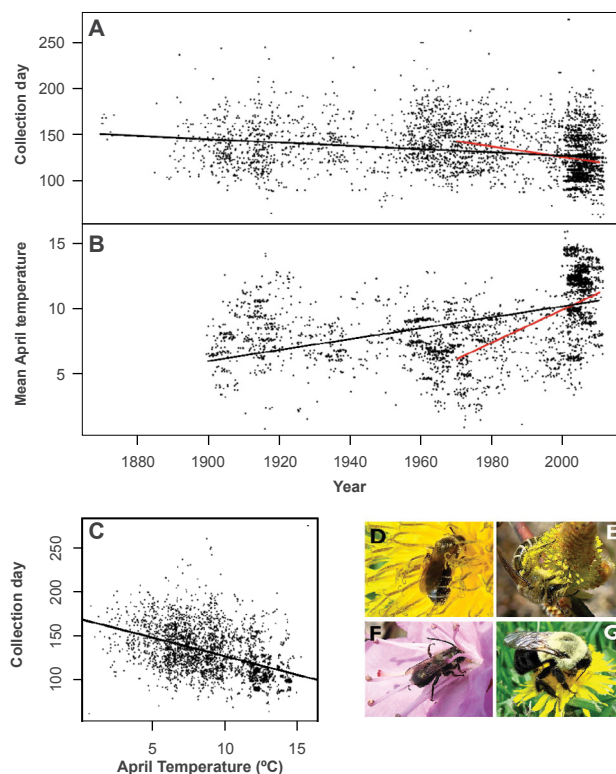 A
Collection day
250
200
150
100
B
Mean April temperature
15
10
5
1880 1900 1920 1940 1960 1980 2000
Year
C
Collection day
250
200
150
100
5 10 15
April Temperature (ºC)
D
E
F
G